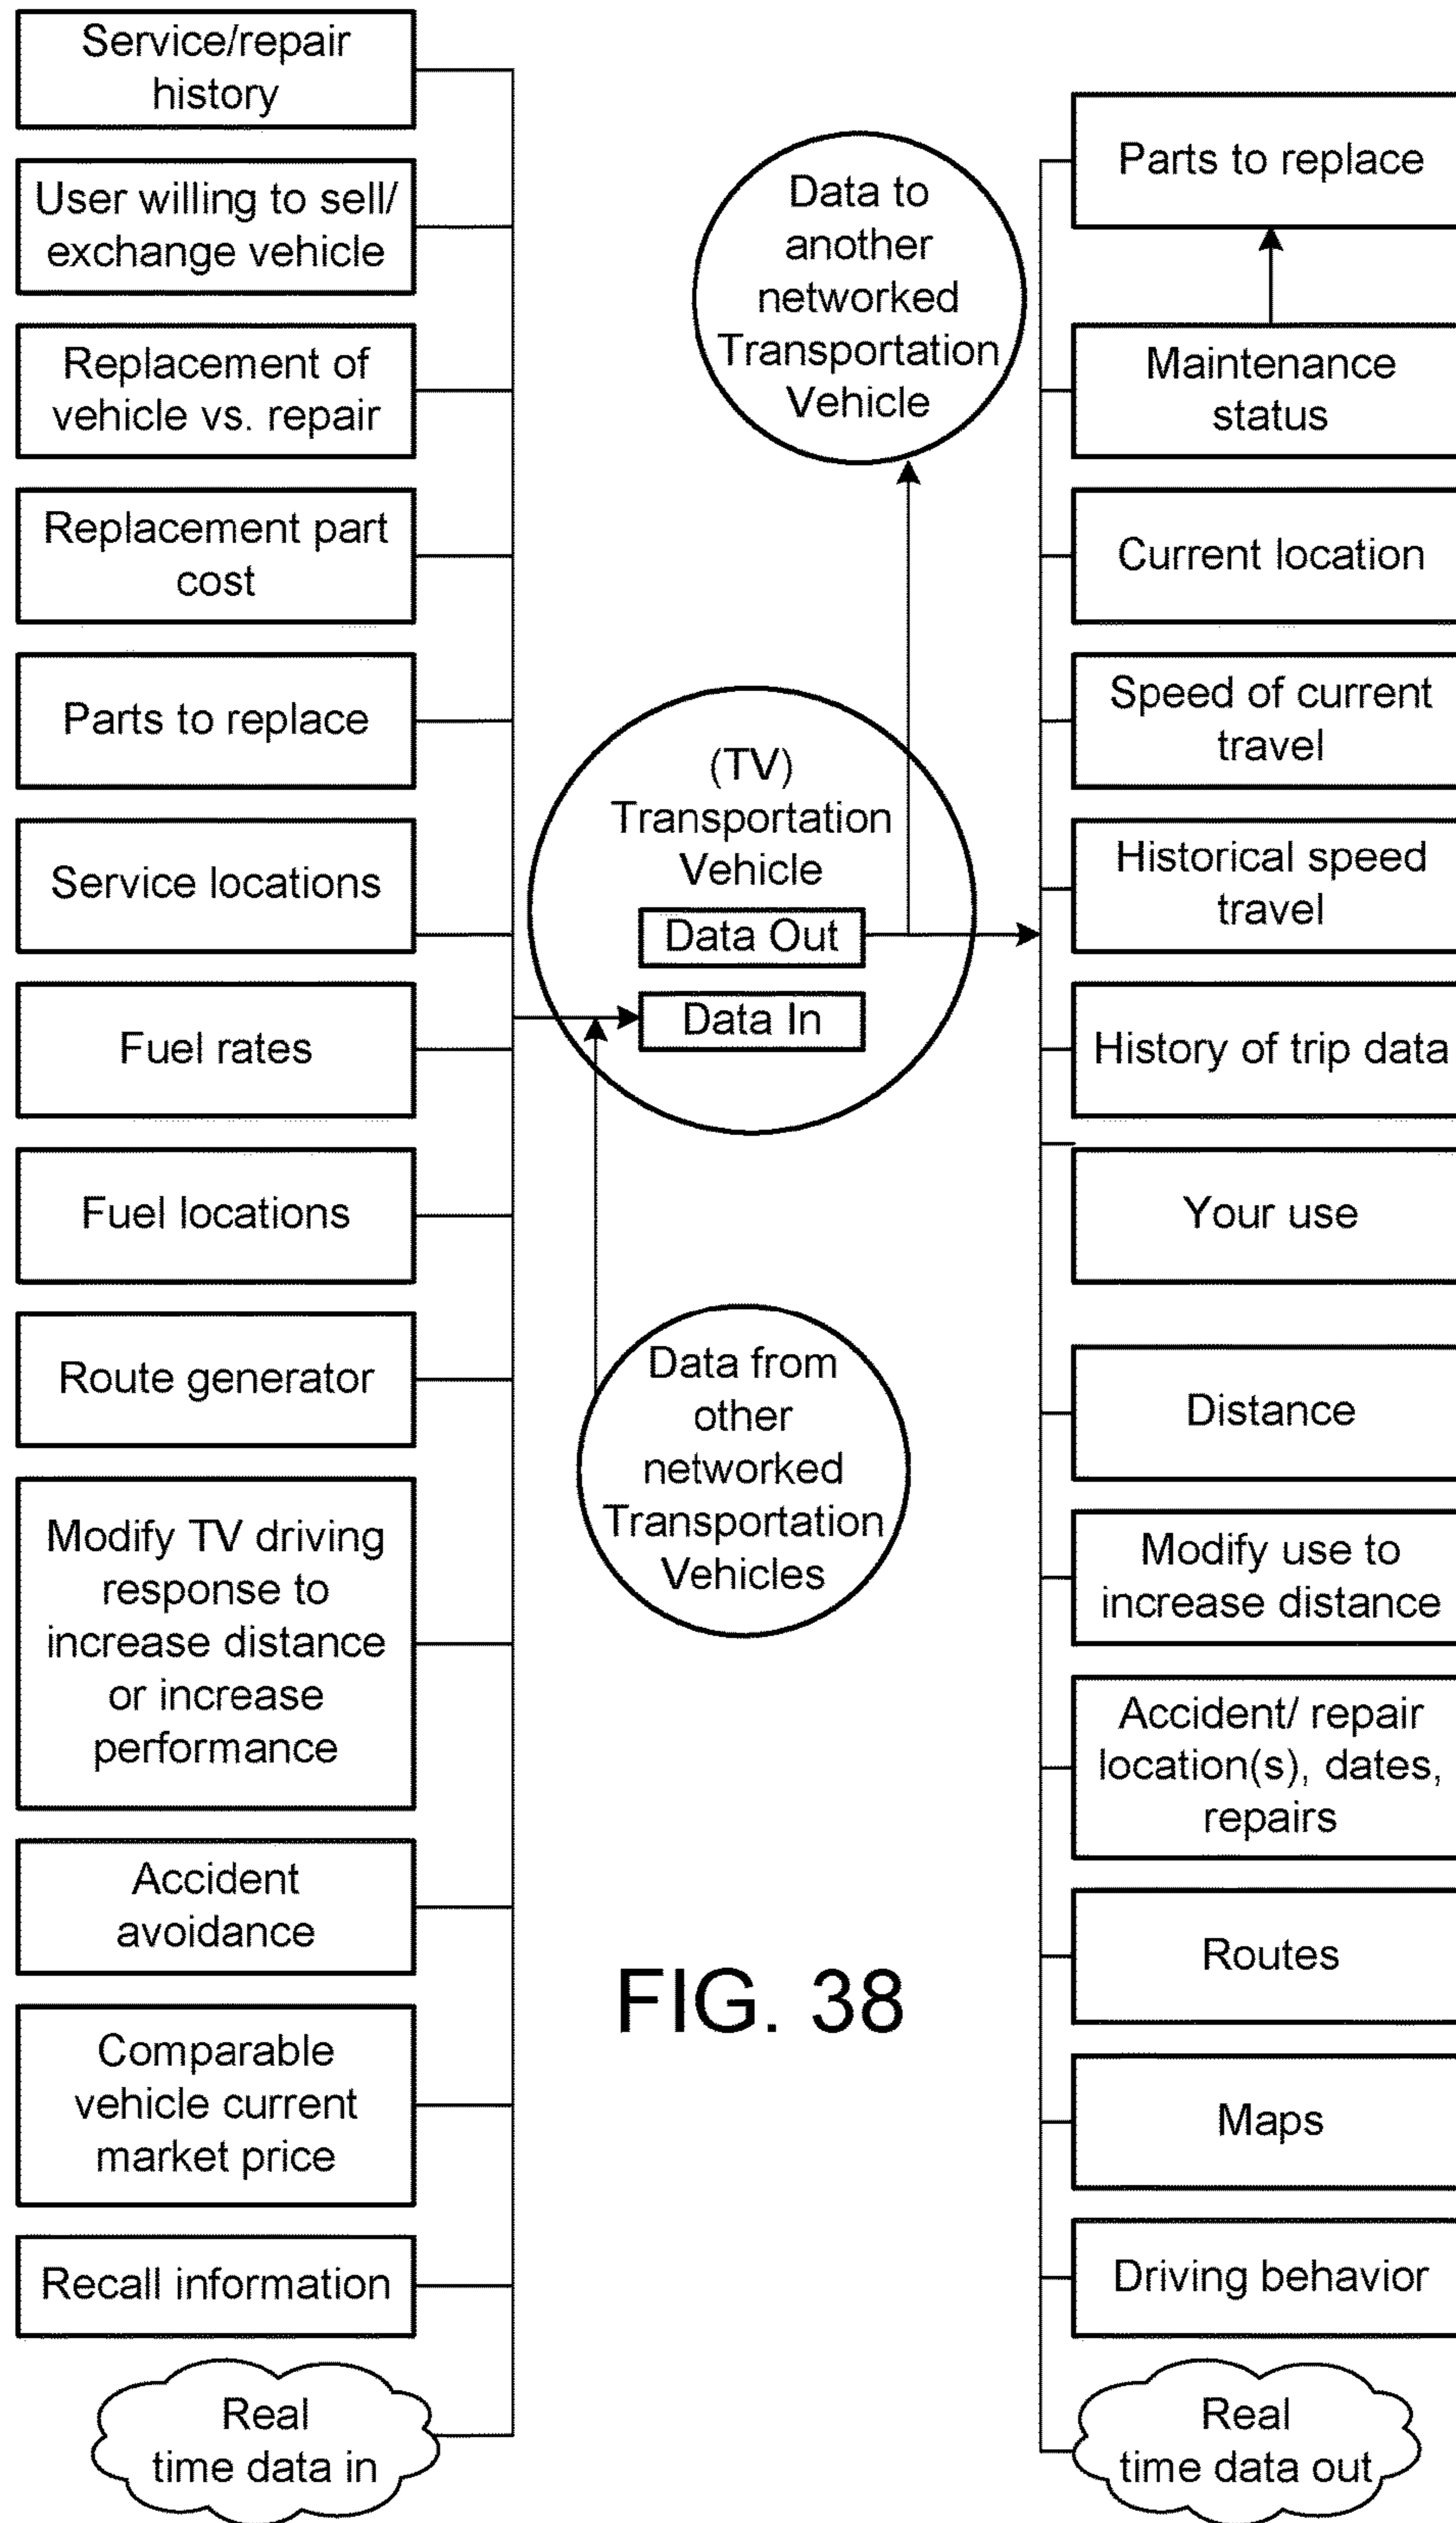 Service/repair
history
User willing to sell/
exchange vehicle
Replacement of
vehicle vs. repair
Replacement part
cost
Parts to replace
Service locations
Fuel rates
Fuel locations
Route generator
Modify TV driving
response to
increase distance
or increase
performance
Accident
avoidance
Comparable
vehicle current
market price
Recall information
Real
time data in
Data to
another
networked
Transportation
Vehicle
(TV)
Transportation
Vehicle
Data Out
Data In
Data from
other
networked
Transportation
Vehicles
FIG. 38
Parts to replace
Maintenance
status
Current location
Speed of current
travel
Historical speed
travel
History of trip data
Your use
Distance
Modify use to
increase distance
Accident/ repair
location(s), dates,
repairs
Routes
Maps
Driving behavior
Real
time data out